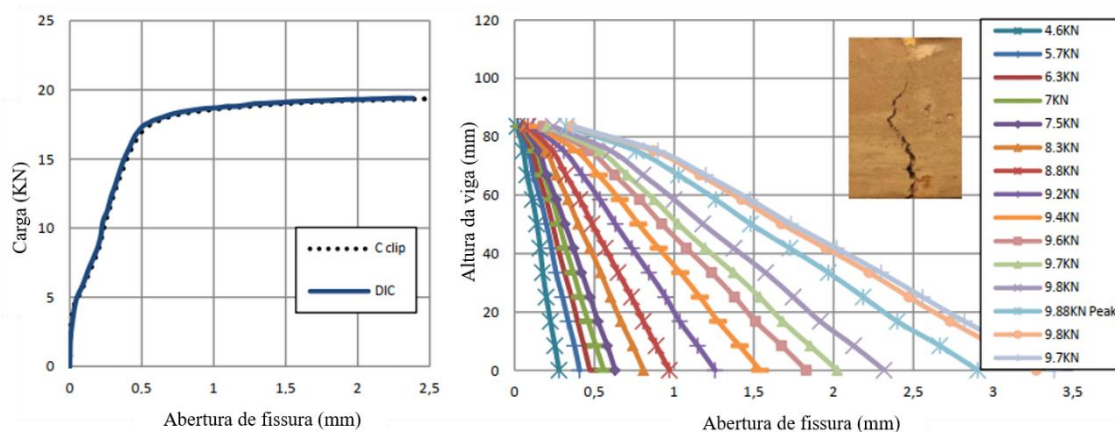 25
20
15
10
5
0
Carga (KN)
C clip
DIC
0
0,5
1
1,5
2
2,5
Abertura de fissura (mm)
120
100
80
60
40
20
0
Altura da viga (mm)
0
0,5
1
1,5
2
2,5
3
3,5
Abertura de fissura (mm)
4.6KN
5.7KN
6.3KN
7KN
7.5KN
8.3KN
8.8KN
9.2KN
9.4KN
9.6KN
9.7KN
9.8KN
9.88KN Peak
9.8KN
9.7KN